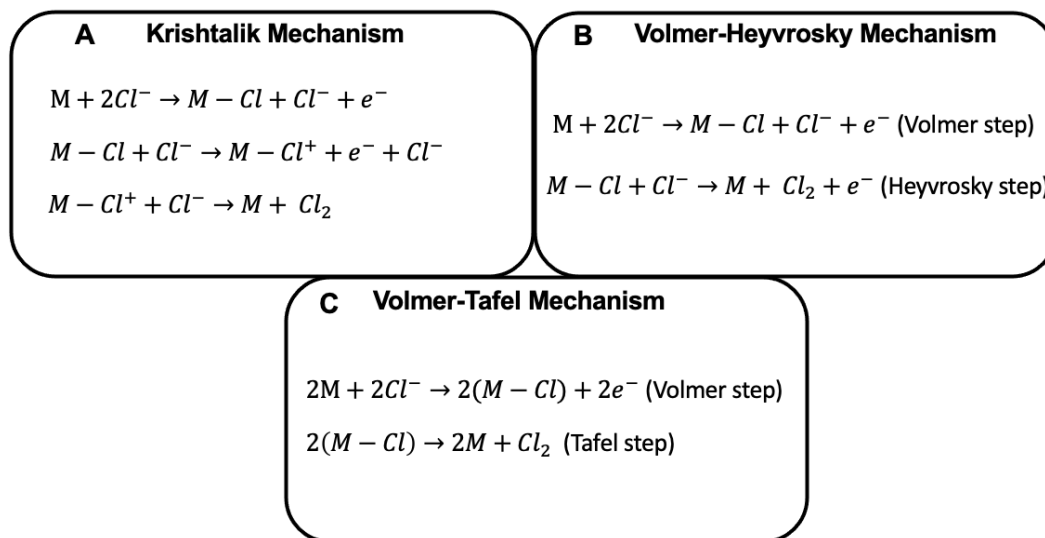 A Krishtalik Mechanism
M + 2Cl⁻ → M − Cl + Cl⁻ + e⁻
M − Cl + Cl⁻ → M − Cl⁺ + e⁻ + Cl⁻
M − Cl⁺ + Cl⁻ → M + Cl₂
B Volmer-Heyvrosky Mechanism
M + 2Cl⁻ → M − Cl + Cl⁻ + e⁻ (Volmer step)
M − Cl + Cl⁻ → M + Cl₂ + e⁻ (Heyvrosky step)
C Volmer-Tafel Mechanism
2M + 2Cl⁻ → 2(M − Cl) + 2e⁻ (Volmer step)
2(M − Cl) → 2M + Cl₂ (Tafel step)